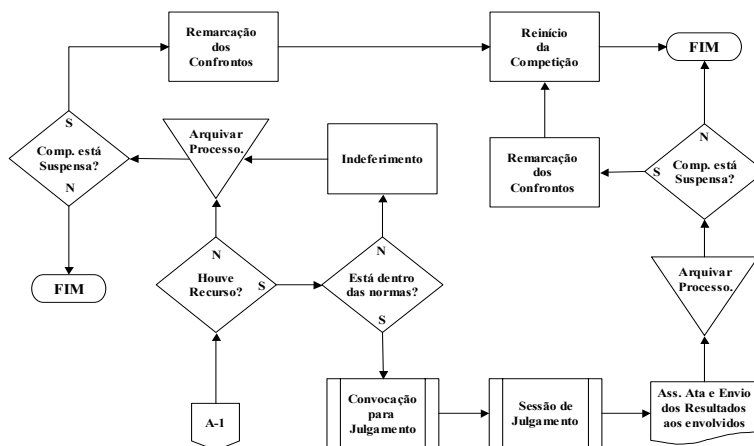 Remarcação
dos
Confrontos
Reinício
da
Competição
FIM
S
Comp. está
Suspensa?
N
Arquivar
Processo.
Indeferimento
Remarcação
dos
Confrontos
N
Comp. está
Suspensa?
S
FIM
N
Houve
Recurso?
S
N
Está dentro
das normas?
S
Arquivar
Processo.
A-1
Convocação
para
Julgamento
Sessão de
Julgamento
Ass. Ata e Envio
dos Resultados
aos envolvidos